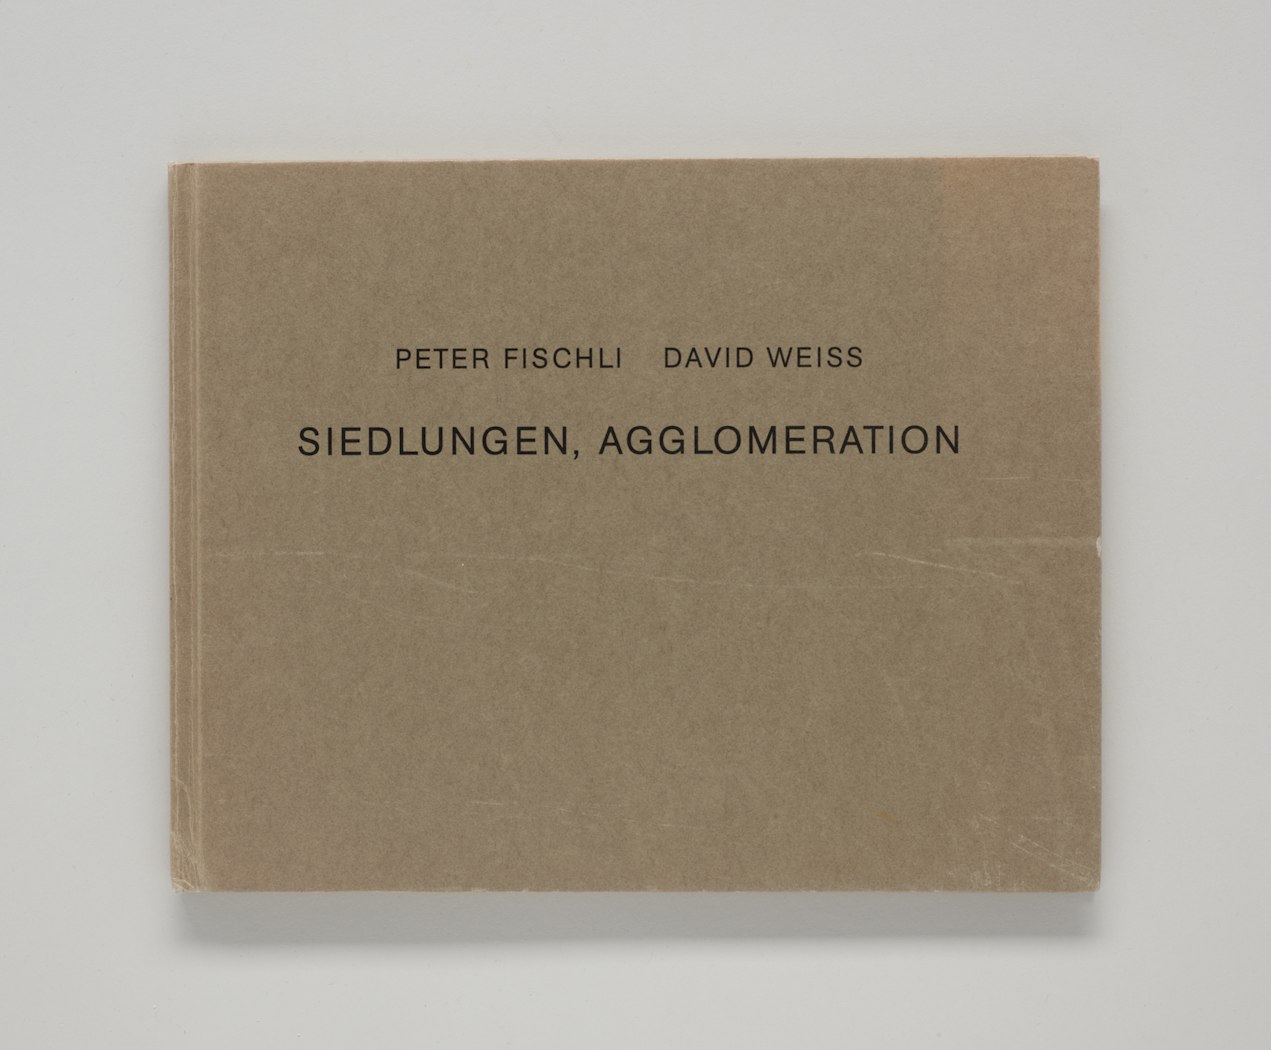 PETER FISCHLI DAVID WEISS
SIEDLUNGEN, AGGLOMERATION